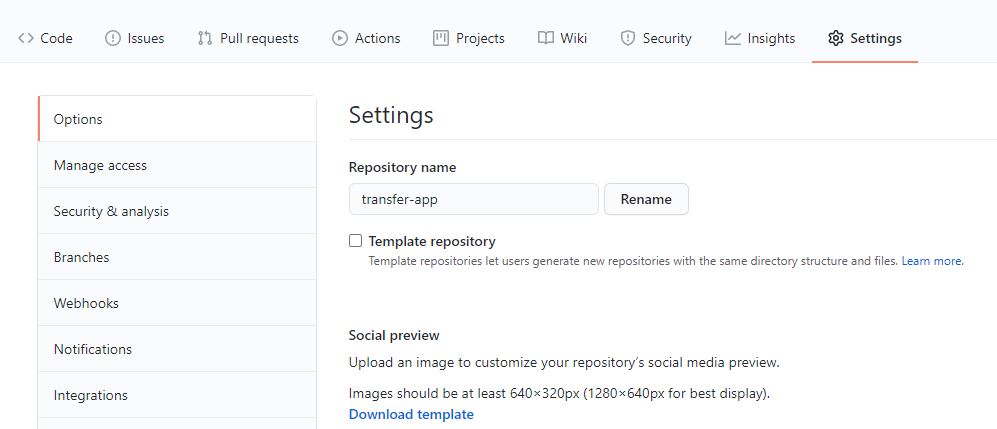 Code Issues Pull requests Actions Projects Wiki Security Insights Settings
Options
Manage access
Security & analysis
Branches
Webhooks
Notifications
Integrations
Settings
Repository name
transfer-app Rename
Template repository
Template repositories let users generate new repositories with the same directory structure and files. Learn more.
Social preview
Upload an image to customize your repository’s social media preview.
Images should be at least 640×320px (1280×640px for best display).
Download template